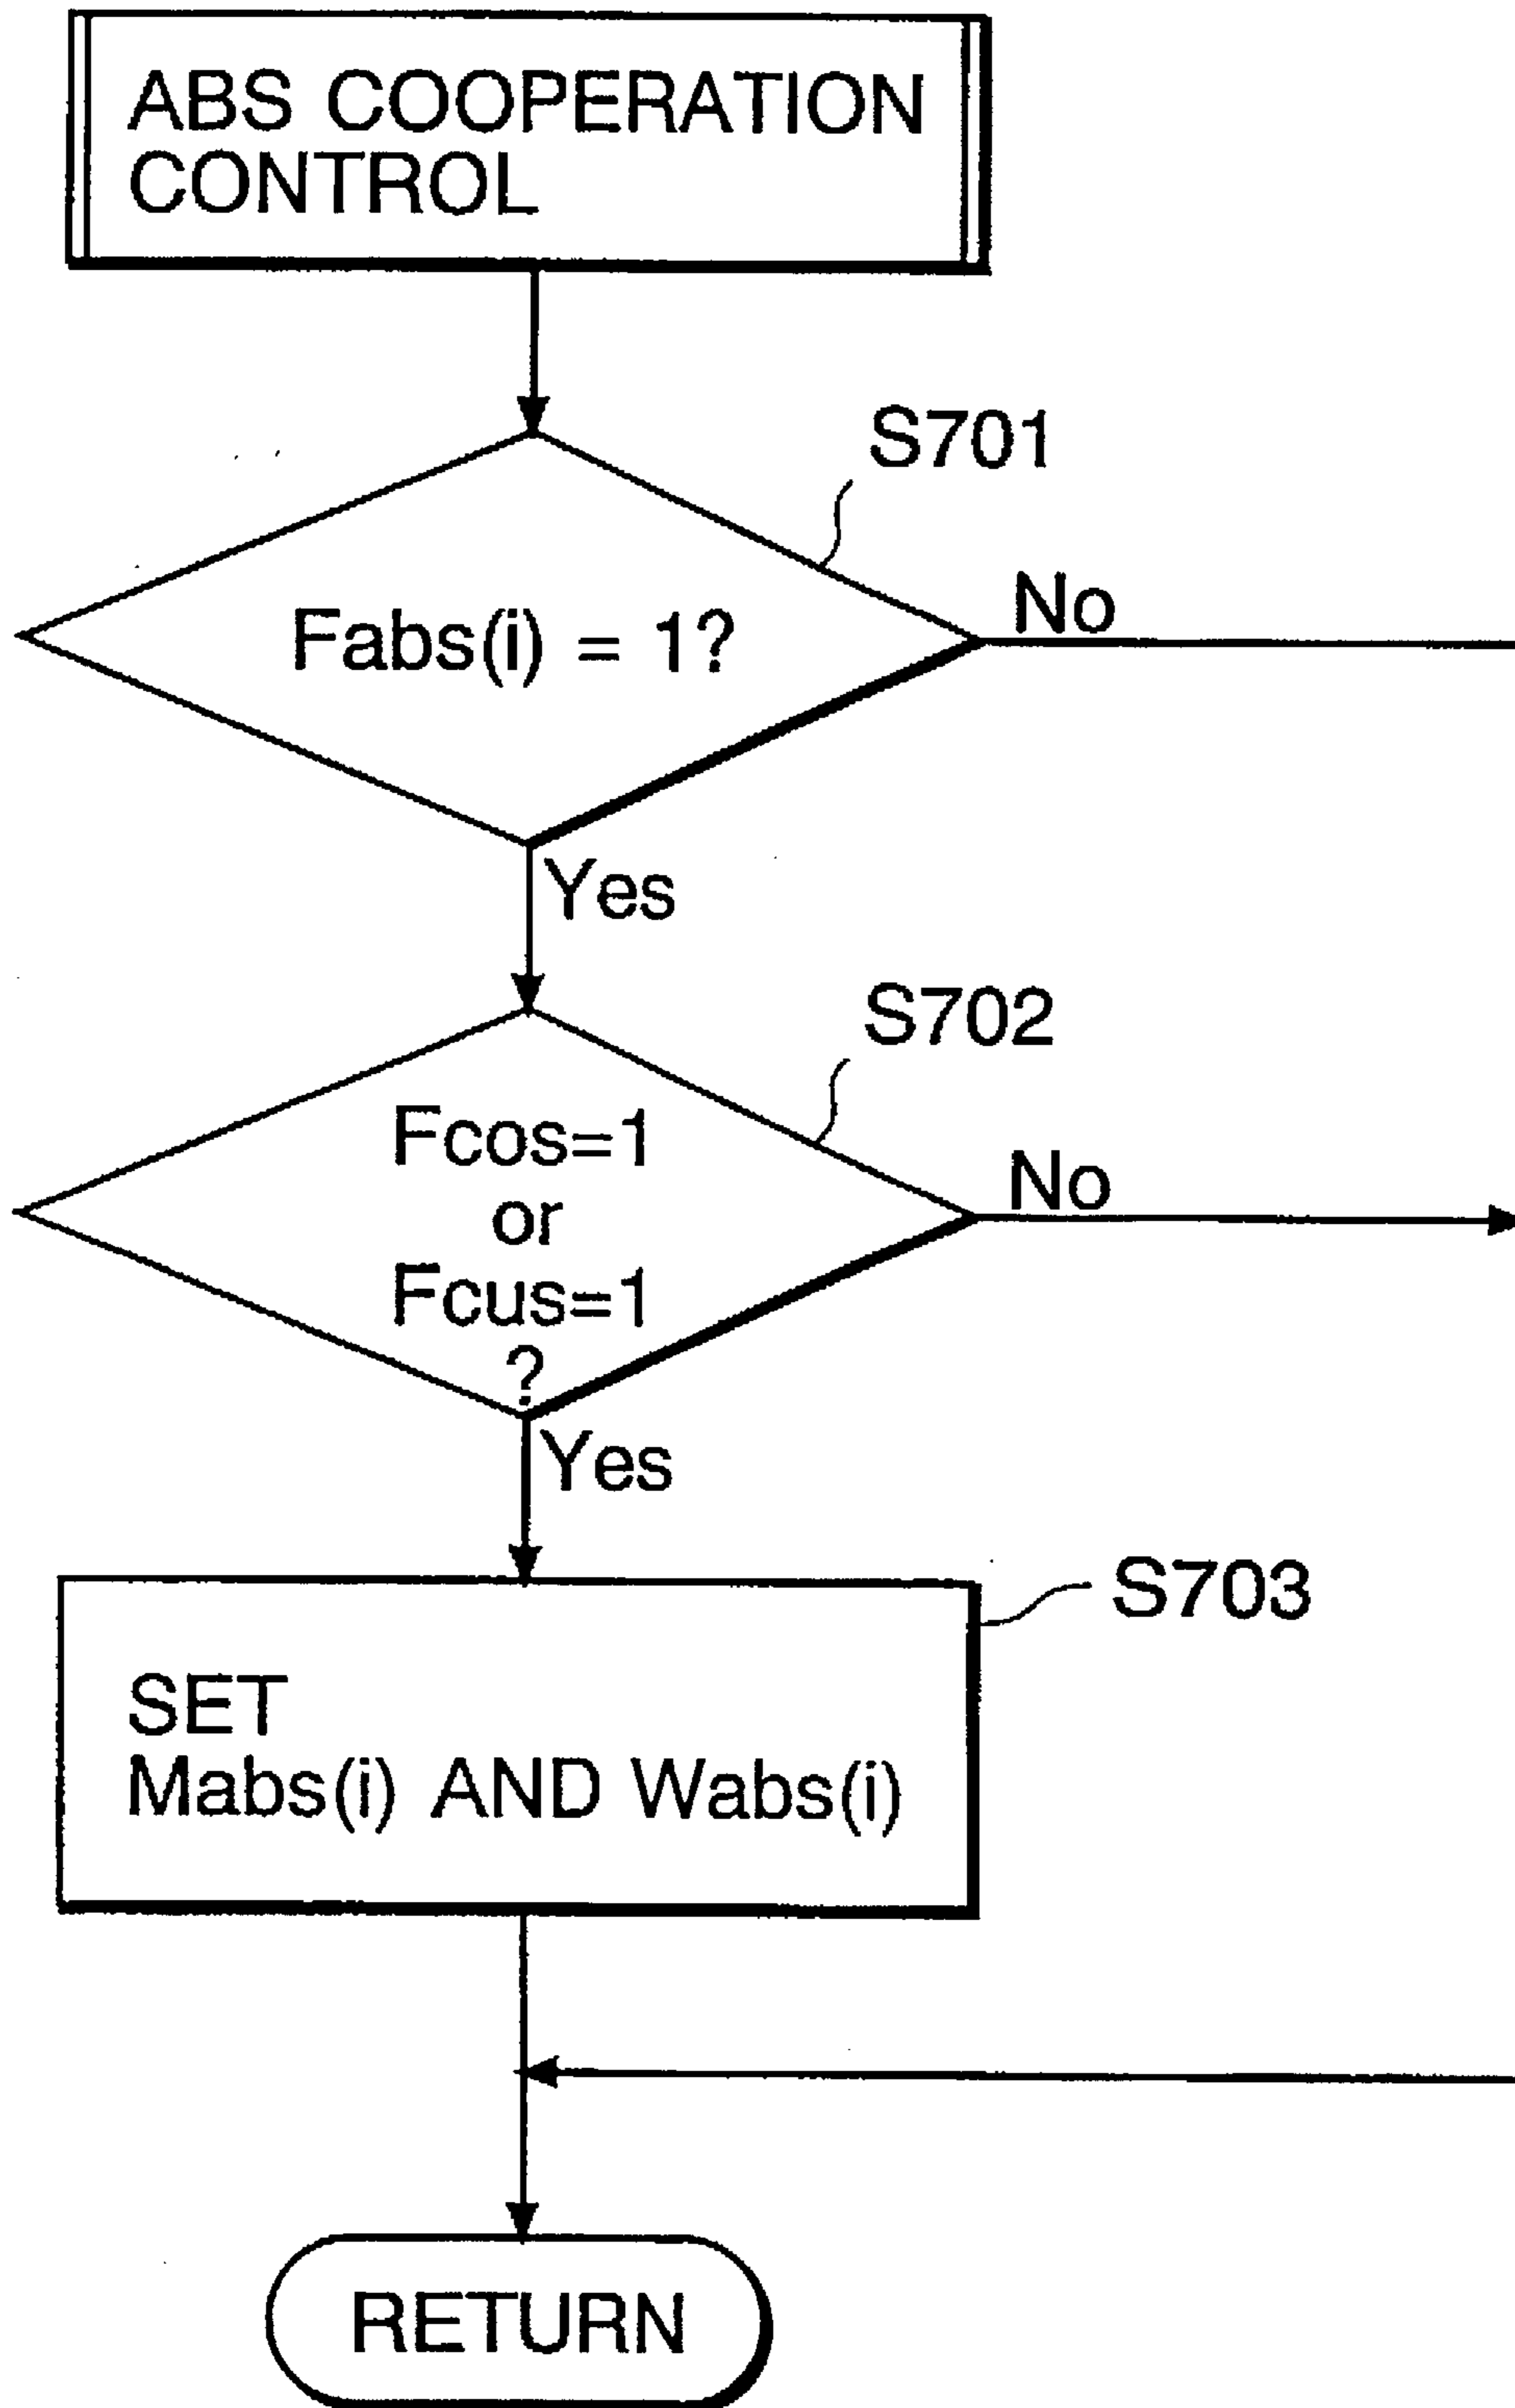 ABS COOPERATION
CONTROL
S701
Fabs(i) = 1?
No
Yes
S702
Fcos=1
or
Fcus=1
?
No
Yes
S703
SET
Mabs(i) AND Wabs(i)
RETURN